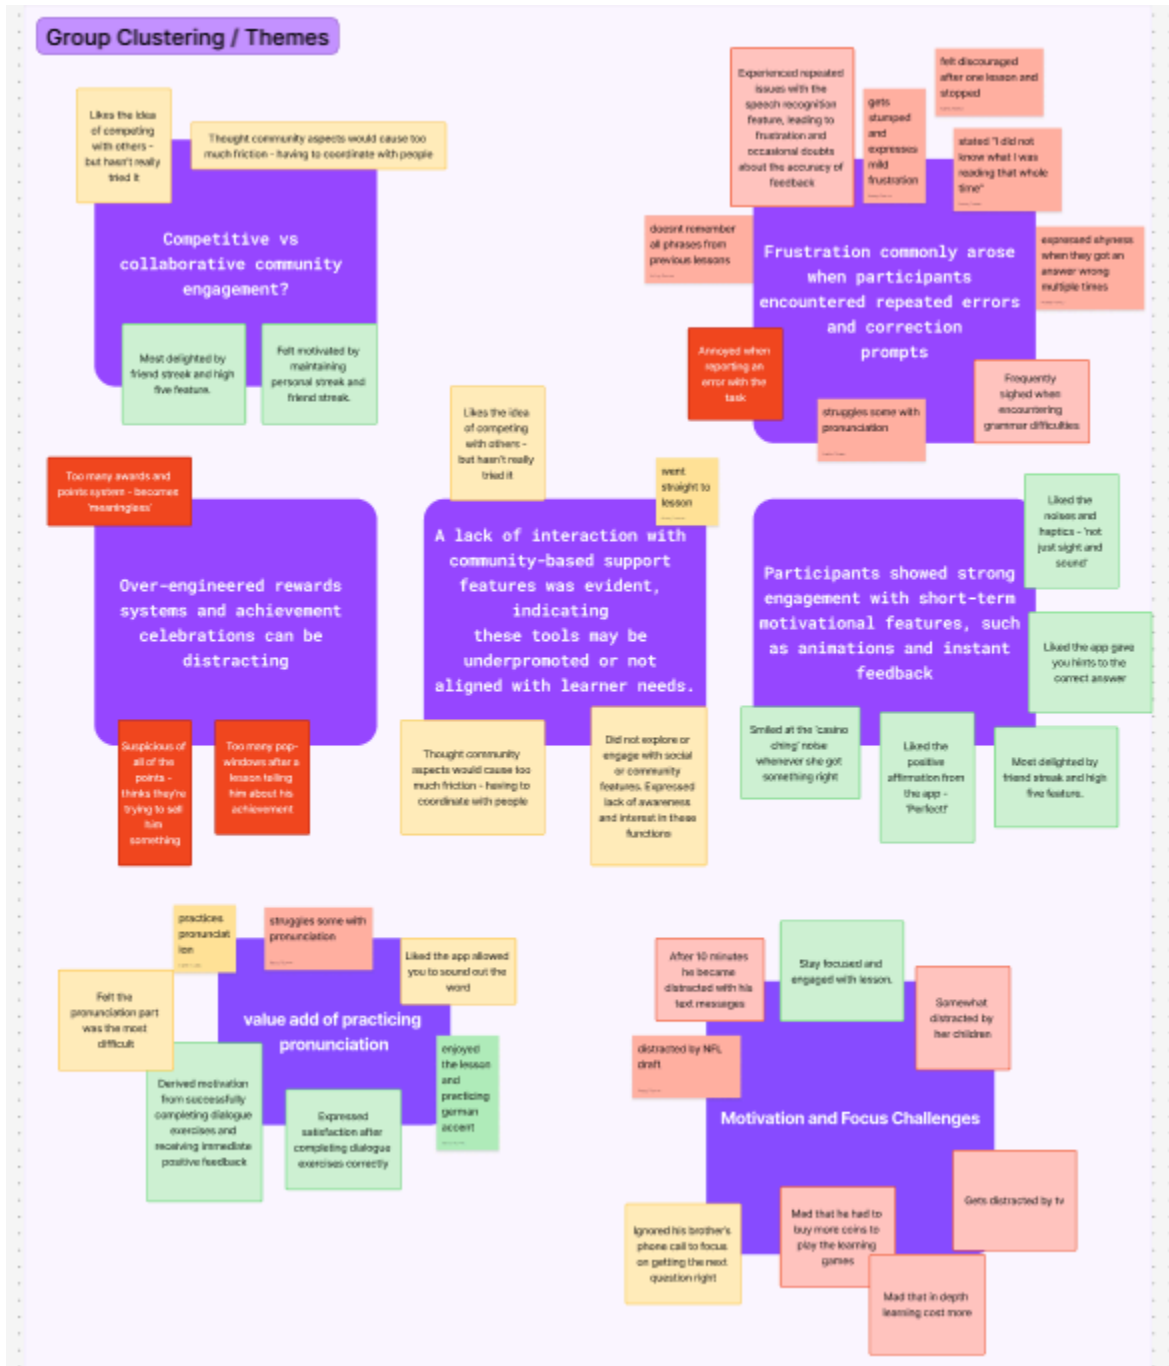 Group Clustering / Themes
Likes the idea
of competing
with others -
but hasn't really
tried it
Thought community aspects would cause too
much friction - having to coordinate with people
Competitive vs
collaborative community
engagement?
Most delighted by
friend streak and high
five feature.
Felt motivated by
maintaining
personal streak and
friend streak.
Experienced repeated
issues with the
speech recognition
feature, leading to
frustration and
occasional doubts
about the accuracy of
feedback
gets
stumped
and
expresses
mild
frustration
felt discouraged
after one lesson and
stopped
stated "I did not
know what I was
reading that whole
time"
doesnt remember
all phrases from
previous lessons
expressed shyness
when they got an
answer wrong
multiple times
Frustration commonly arose
when participants
encountered repeated errors
and correction
prompts
Annoyed when
reporting an
error with the
task
struggles some with
pronunciation
Frequently
sighed when
encountering
grammar difficulties
Too many awards and
points system - becomes
'meaningless'
Over-engineered rewards
systems and achievement
celebrations can be
distracting
Suspicious of
all of the
points -
thinks they're
trying to sell
him
something
Too many pop-
windows after a
lesson telling
him about his
achievement
Likes the idea
of competing
with others -
but hasn't really
tried it
went
straight to
lesson
A lack of interaction with
community-based support
features was evident,
indicating
these tools may be
underpromoted or not
aligned with learner needs.
Thought community
aspects would cause too
much friction - having to
coordinate with people
Did not explore or
engage with social
or community
features. Expressed
lack of awareness
and interest in these
functions
Liked the
noises and
haptics - 'not
just sight and
sound'
Participants showed strong
engagement with short-term
motivational features, such
as animations and instant
feedback
Liked the app gave
you hints to the
correct answer
Smiled at the 'casino
ching' noise
whenever she got
something right
Liked the
positive
affirmation from
the app -
'Perfect!'
Most delighted by
friend streak and high
five feature.
practices
pronunciat
ion
struggles some with
pronunciation
Liked the app allowed
you to sound out the
word
Felt the
pronunciation part
was the most
difficult
value add of practicing
pronunciation
enjoyed
the lesson
and
practicing
german
accent
Derived motivation
from successfully
completing dialogue
exercises and
receiving immediate
positive feedback
Expressed
satisfaction after
completing dialogue
exercises correctly
After 10 minutes
he became
distracted with his
text messages
Stay focused and
engaged with lesson.
Somewhat
distracted by
her children
distracted by NFL
draft
Motivation and Focus Challenges
Gets distracted by tv
Ignored his brother's
phone call to focus
on getting the next
question right
Mad that he had to
buy more coins to
play the learning
games
Mad that in depth
learning cost more